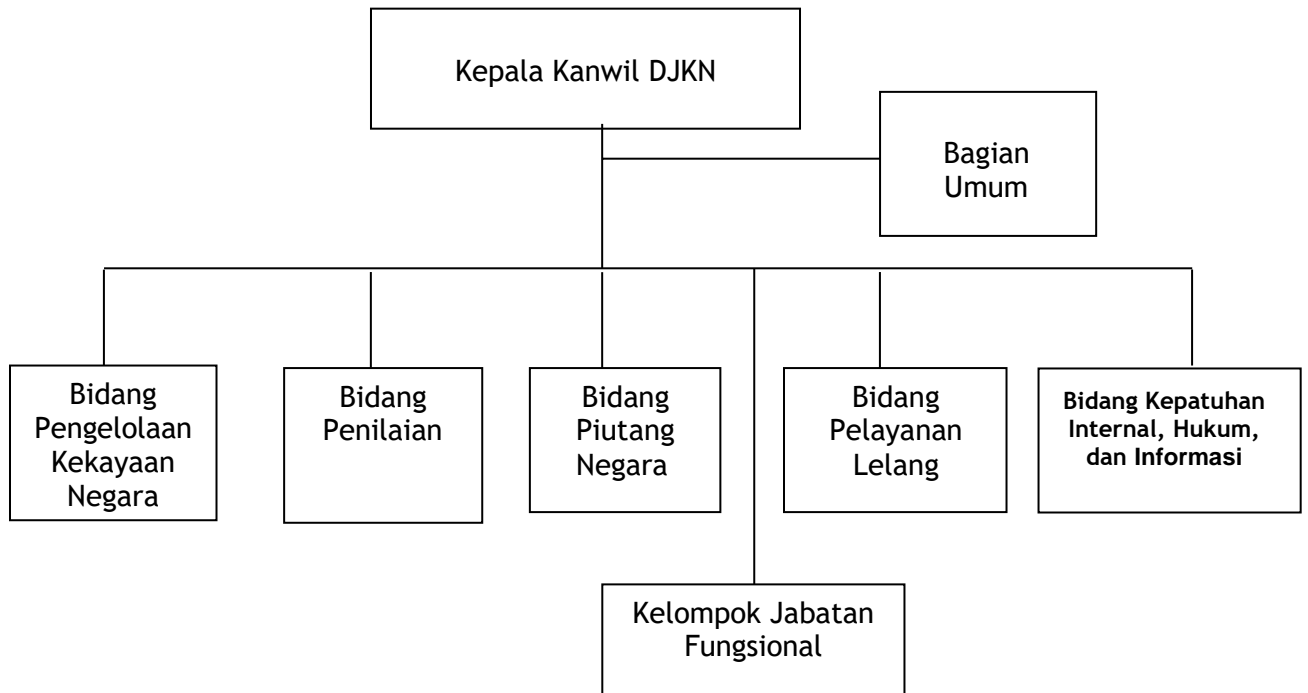 Kepala Kanwil DJKN
Bagian
Umum
Bidang
Pengelolaan
Kekayaan
Negara
Bidang
Penilaian
Bidang
Piutang
Negara
Bidang
Pelayanan
Lelang
Bidang Kepatuhan
Internal, Hukum,
dan Informasi
Kelompok Jabatan
Fungsional